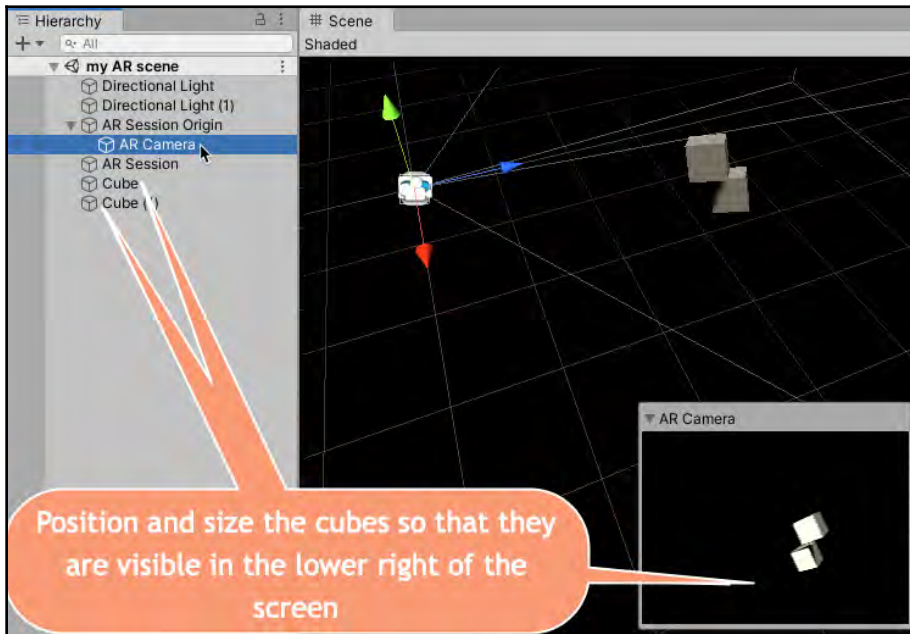 Hierarchy
All
my AR scene
Directional Light
Directional Light (1)
AR Session Origin
AR Camera
AR Session
Cube
Cube (1)
Scene
Shaded
AR Camera
Position and size the cubes so that they
are visible in the lower right of the
screen